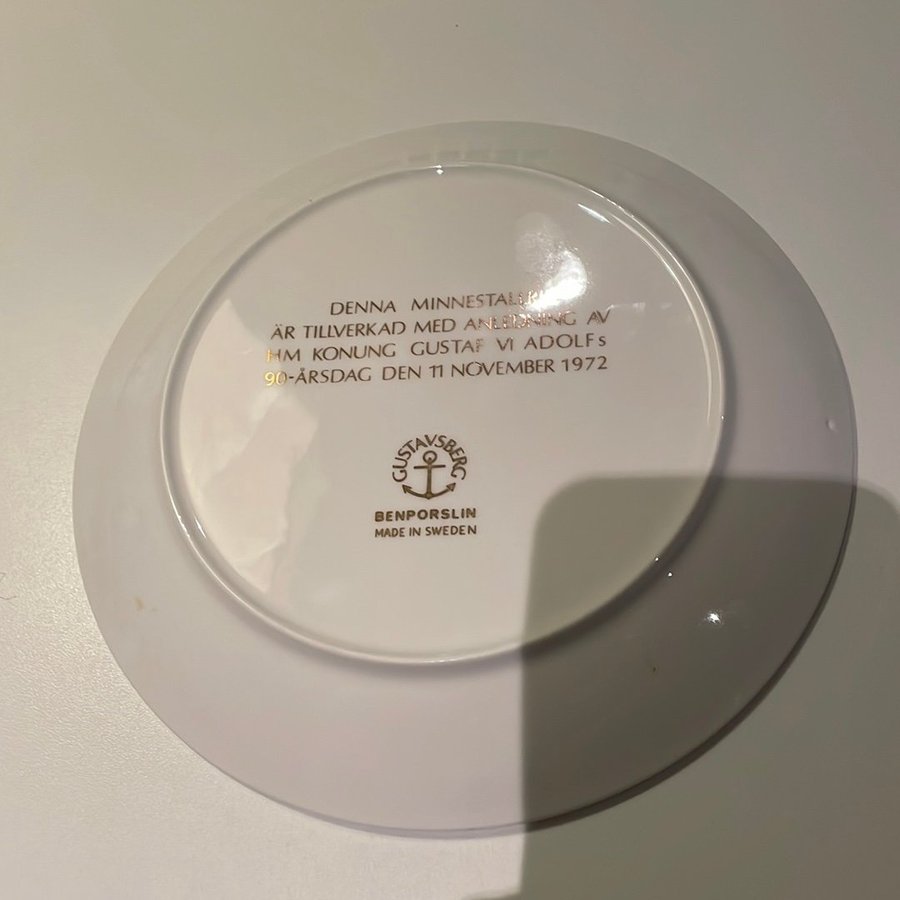 DENNA MINNESTALLRIK
ÄR TILLVERKAD MED ANLEDNING AV
HM KONUNG GUSTAF VI ADOLFs
90-ÅRSDAG DEN 11 NOVEMBER 1972
GUSTAVSBERG
BENPORSLIN
MADE IN SWEDEN